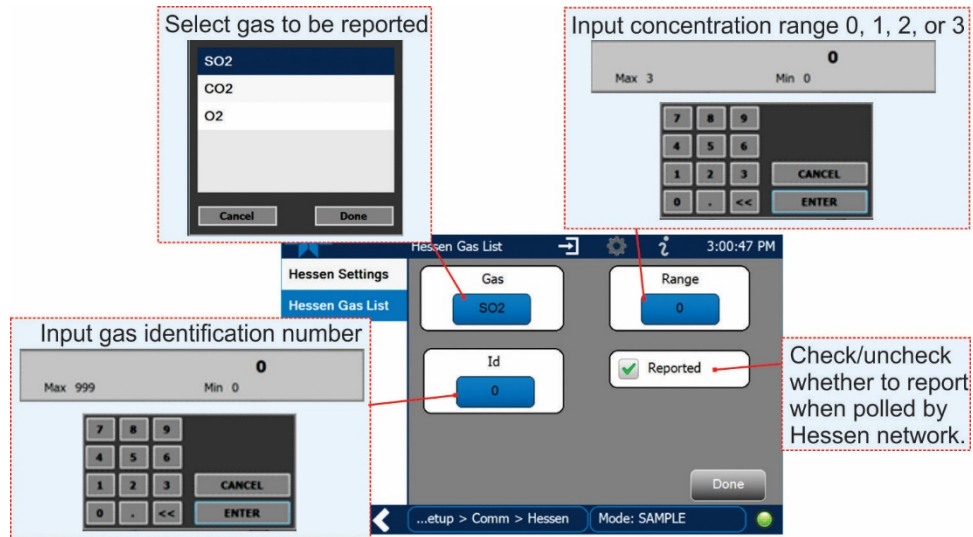 Select gas to be reported
SO2
CO2
O2
Cancel Done
Input concentration range 0, 1, 2, or 3
0
Max 3 Min 0
7 8 9
4 5 6
1 2 3 CANCEL
0 . << ENTER
Hessen Gas List 3:00:47 PM
Hessen Settings
Hessen Gas List
Gas
SO2
Range
0
Id
0
Reported
Input gas identification number
0
Max 999 Min 0
7 8 9
4 5 6
1 2 3 CANCEL
0 . << ENTER
Check/uncheck
whether to report
when polled by
Hessen network.
Done
...etup > Comm > Hessen Mode: SAMPLE